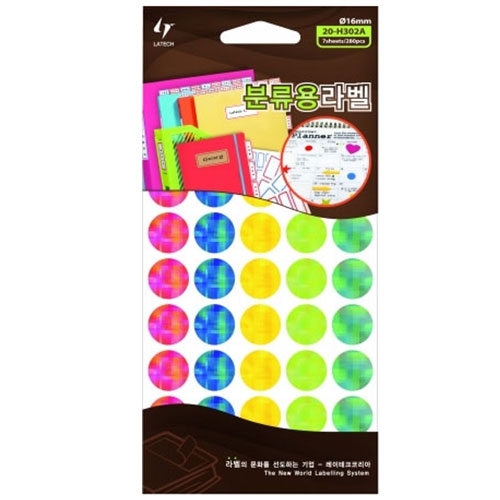 LATECH
Ø16mm
20-H302A
7sheets/280pcs
분류용라벨
Planner
라벨의 문화를 선도하는 기업 - 레이테크코리아
The New World Labelling System